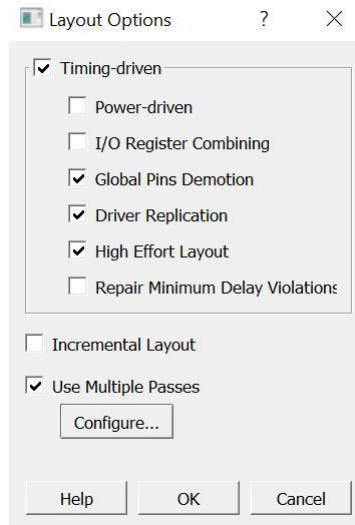 Layout Options ? ×
Timing-driven
Power-driven
I/O Register Combining
Global Pins Demotion
Driver Replication
High Effort Layout
Repair Minimum Delay Violations
Incremental Layout
Use Multiple Passes
Configure...
Help OK Cancel